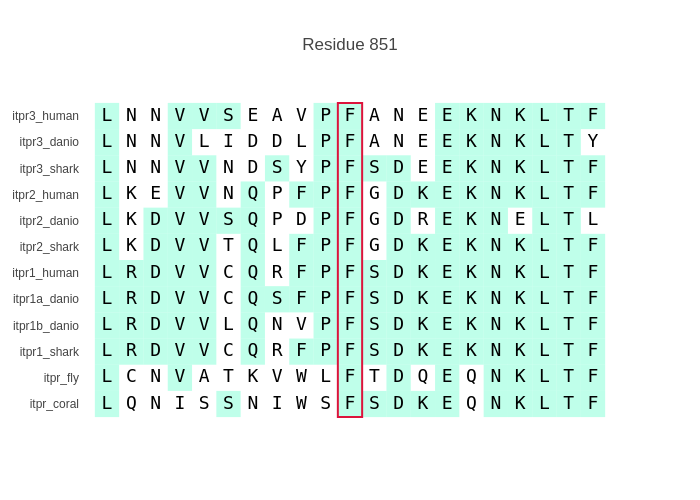 Residue 851
itpr3_human L N N V V S E A V P F A N E E K N K L T F
itpr3_danio L N N V L I D D L P F A N E E K N K L T Y
itpr3_shark L N N V V N D S Y P F S D E E K N K L T F
itpr2_human L K E V V N Q P F P F G D K E K N K L T F
itpr2_danio L K D V V S Q P D P F G D R E K N E L T L
itpr2_shark L K D V V T Q L F P F G D K E K N K L T F
itpr1_human L R D V V C Q R F P F S D K E K N K L T F
itpr1a_danio L R D V V C Q S F P F S D K E K N K L T F
itpr1b_danio L R D V V L Q N V P F S D K E K N K L T F
itpr1_shark L R D V V C Q R F P F S D K E K N K L T F
itpr_fly L C N V A T K V W L F T D Q E Q N K L T F
itpr_coral L Q N I S S N I W S F S D K E Q N K L T F